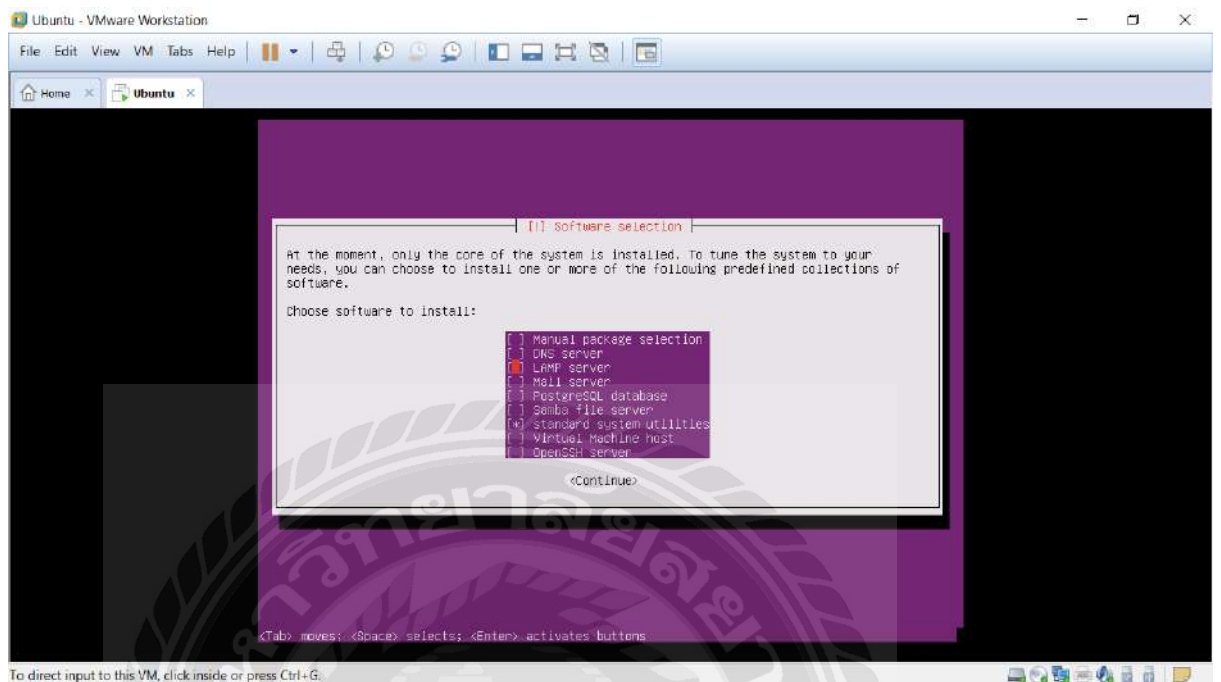 Ubuntu - VMware Workstation
File Edit View VM Tabs Help
Home Ubuntu
[!] Software selection
At the moment, only the core of the system is installed. To tune the system to your
needs, you can choose to install one or more of the following predefined collections of
software.
Choose software to install:
[ ] Manual package selection
[ ] DNS server
[ ] LAMP server
[ ] Mail server
[ ] PostgreSQL database
[ ] Samba file server
[*] standard system utilities
[ ] Virtual Machine host
[ ] OpenSSH server
<Continue>
<Tab> moves; <Space> selects; <Enter> activates buttons
To direct input to this VM, click inside or press Ctrl+G.